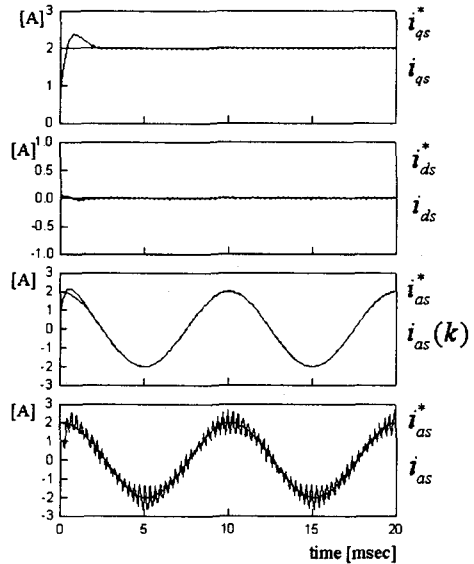 [A] 3
2
1
0
i*qs
iqs
[A] 1.0
0.5
0.0
-0.5
-1.0
i*ds
ids
[A] 3
2
1
0
-1
-2
-3
i*as
ias(k)
[A] 3
2
1
0
-1
-2
-3
i*as
ias
0 5 10 15 20
time [msec]